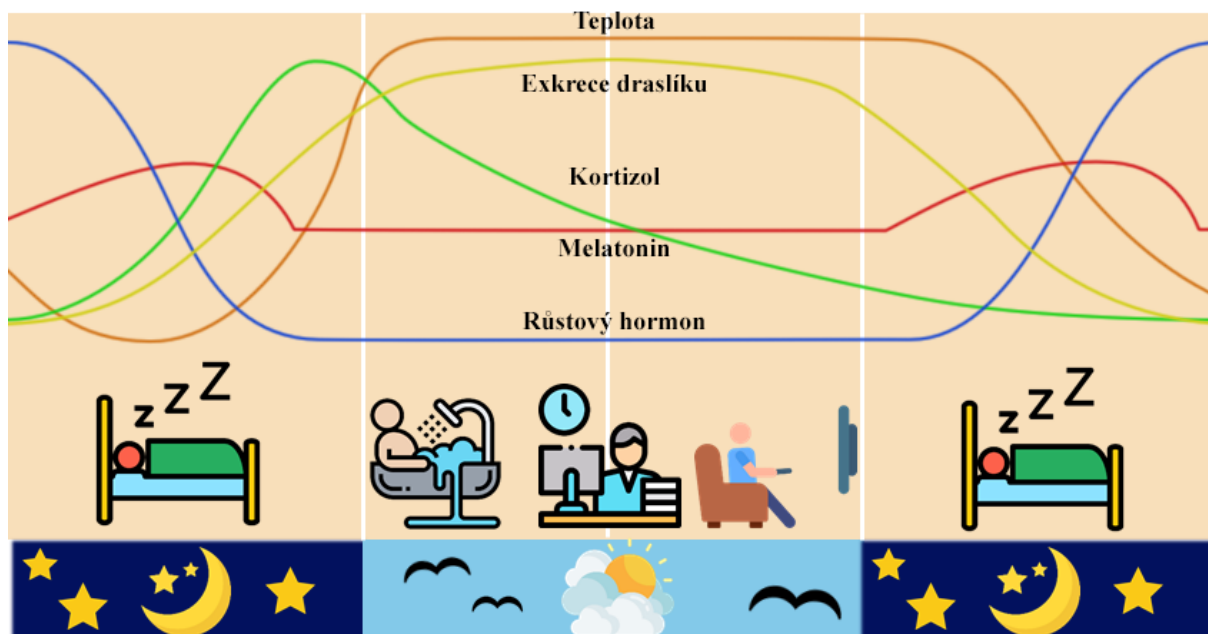 Teplota
Exkrece draslíku
Kortizol
Melatonin
Růstový hormon
z Z Z
z Z Z